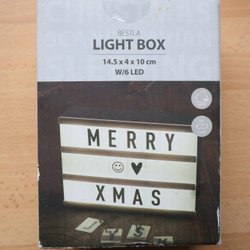 BESTLA
LIGHT BOX
14.5 x 4 x 10 cm
W/6 LED
MERRY
XMAS